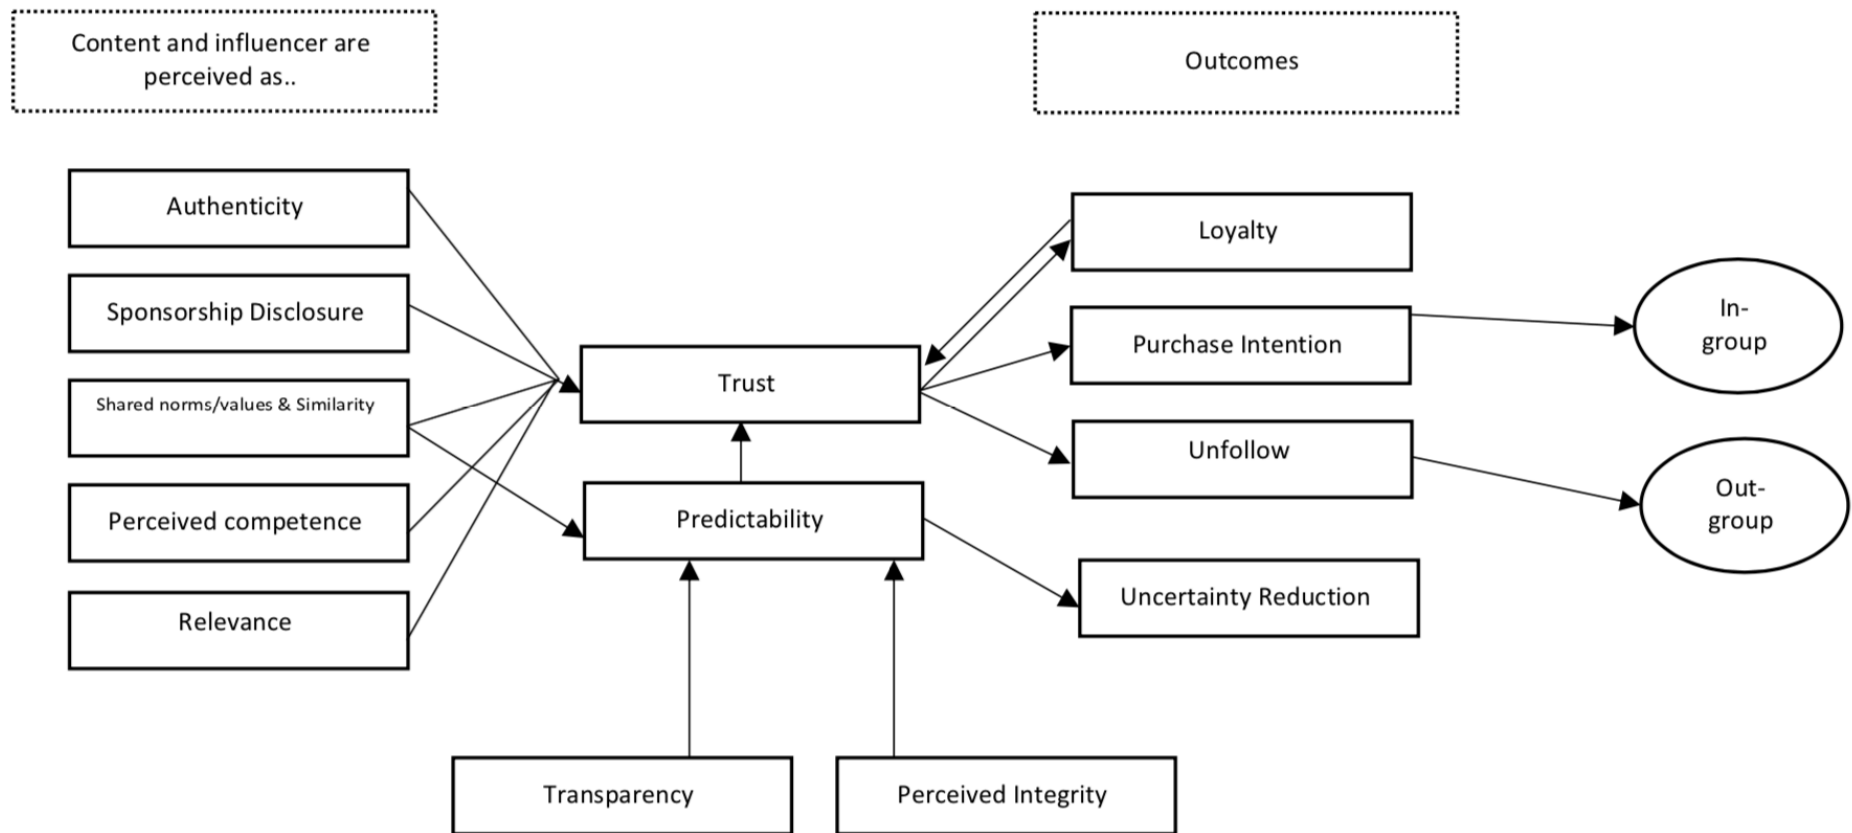 Content and influencer are
perceived as..
Outcomes
Authenticity
Sponsorship Disclosure
Shared norms/values & Similarity
Perceived competence
Relevance
Trust
Predictability
Transparency
Perceived Integrity
Loyalty
Purchase Intention
Unfollow
Uncertainty Reduction
In-
group
Out-
group